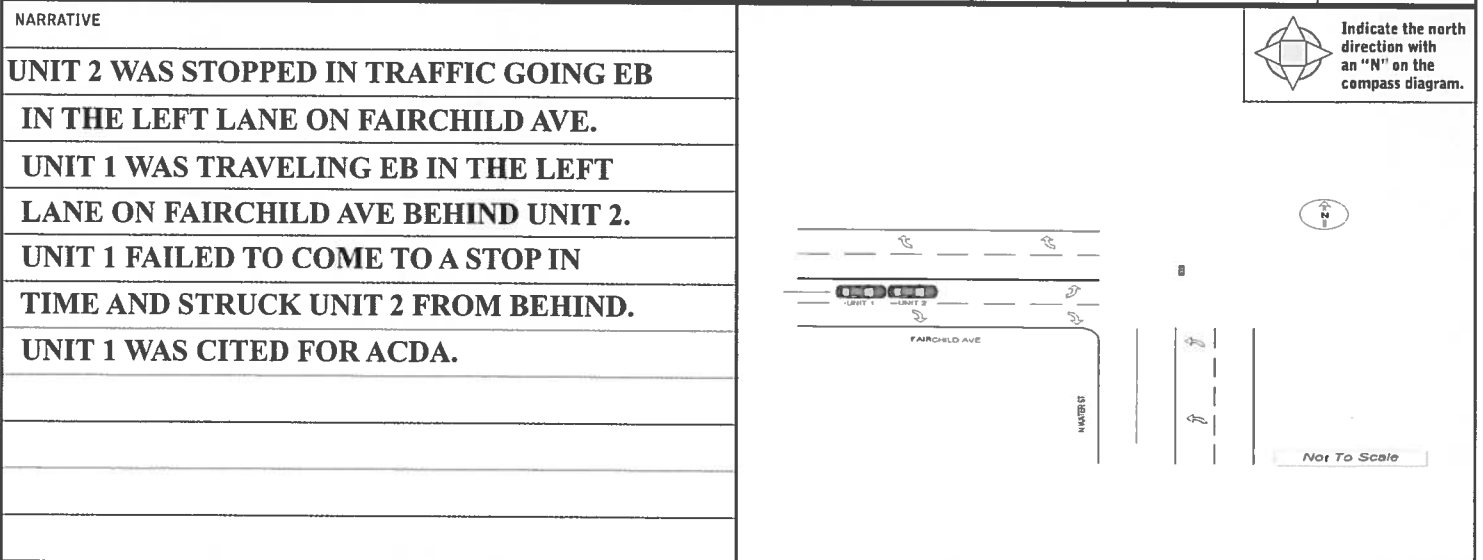 NARRATIVE
UNIT 2 WAS STOPPED IN TRAFFIC GOING EB
IN THE LEFT LANE ON FAIRCHILD AVE.
UNIT 1 WAS TRAVELING EB IN THE LEFT
LANE ON FAIRCHILD AVE BEHIND UNIT 2.
UNIT 1 FAILED TO COME TO A STOP IN
TIME AND STRUCK UNIT 2 FROM BEHIND.
UNIT 1 WAS CITED FOR ACDA.
Indicate the north
direction with
an "N" on the
compass diagram.
N
UNIT 1
UNIT 2
FAIRCHILD AVE
N WATER ST
Not To Scale